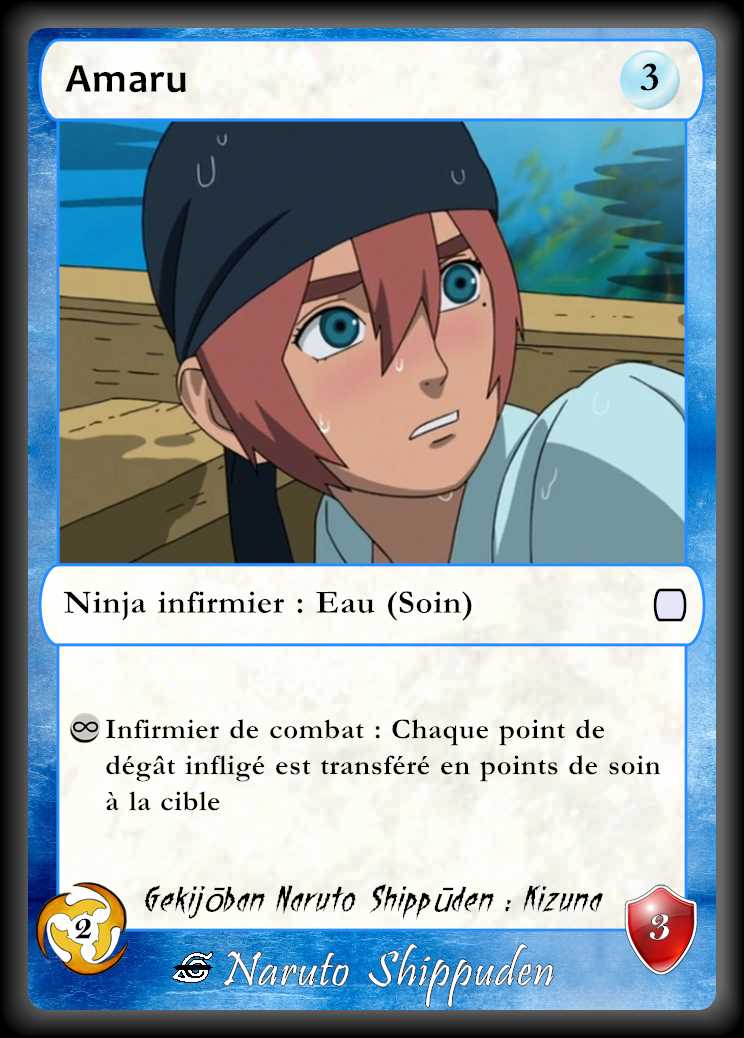 Amaru
3
Ninja infirmier : Eau (Soin)
∞ Infirmier de combat : Chaque point de
dégât infligé est transféré en points de soin
à la cible
Gekijōban Naruto Shippūden : Kizuna
2
3
Naruto Shippuden